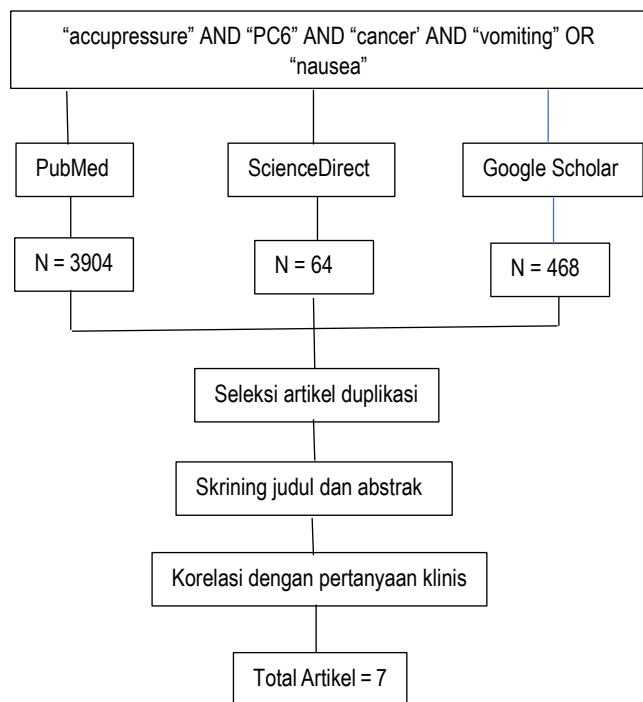 “accupressure” AND “PC6” AND “cancer’ AND “vomiting” OR
“nausea”
PubMed
ScienceDirect
Google Scholar
N = 3904
N = 64
N = 468
Seleksi artikel duplikasi
Skrining judul dan abstrak
Korelasi dengan pertanyaan klinis
Total Artikel = 7